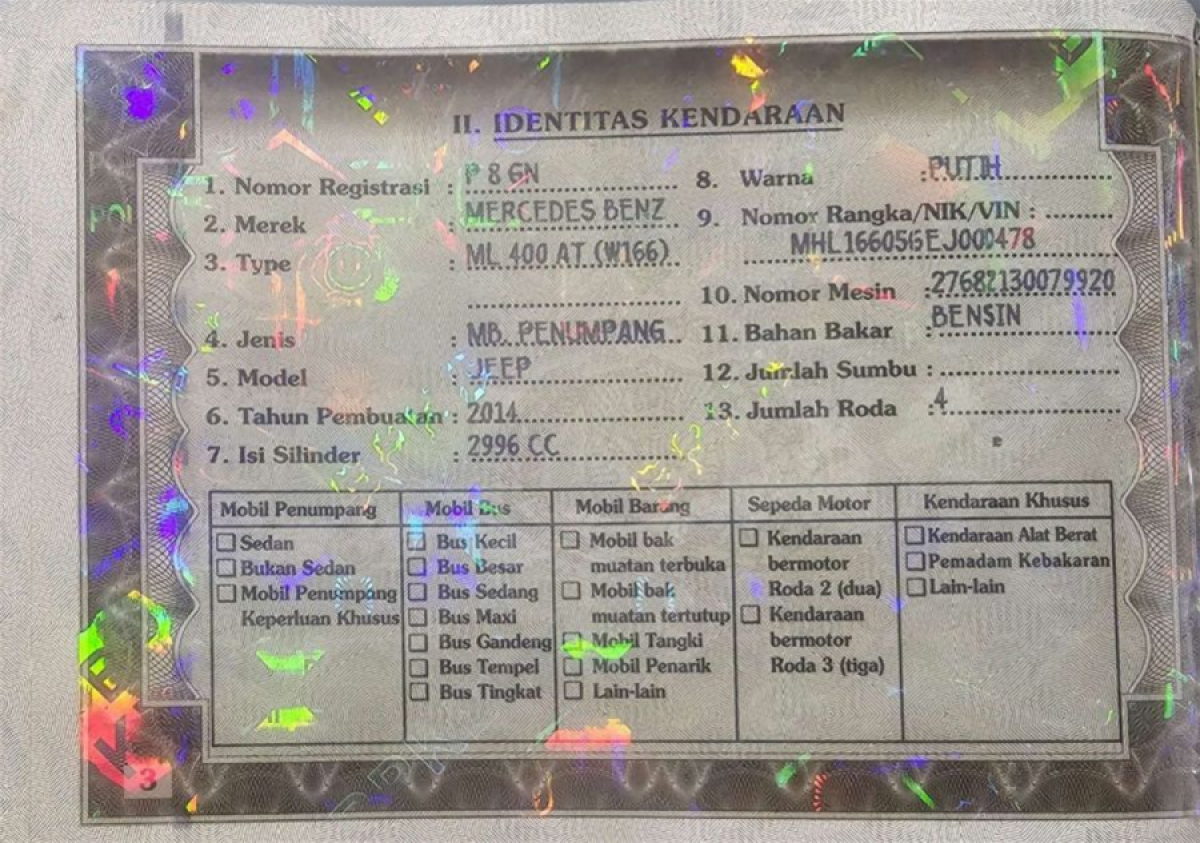 II. IDENTITAS KENDARAAN
1. Nomor Registrasi : P 8 GN
2. Merek : MERCEDES BENZ
3. Type : ML 400 AT (W166)
4. Jenis : MB. PENUMPANG
5. Model : JEEP
6. Tahun Pembuatan : 2014
7. Isi Silinder : 2996 CC
8. Warna : PUTIH
9. Nomor Rangka/NIK/VIN :
MHL166056EJ000478
10. Nomor Mesin : 27682130079920
11. Bahan Bakar : BENSIN
12. Jumlah Sumbu :
13. Jumlah Roda : 4
Mobil Penumpang
Sedan
Bukan Sedan
Mobil Penumpang
Keperluan Khusus
Mobil Bus
Bus Kecil
Bus Besar
Bus Sedang
Bus Maxi
Bus Gandeng
Bus Tempel
Bus Tingkat
Mobil Barang
Mobil bak
muatan terbuka
Mobil bak
muatan tertutup
Mobil Tangki
Mobil Penarik
Lain-lain
Sepeda Motor
Kendaraan
bermotor
Roda 2 (dua)
Kendaraan
bermotor
Roda 3 (tiga)
Kendaraan Khusus
Kendaraan Alat Berat
Pemadam Kebakaran
Lain-lain
3